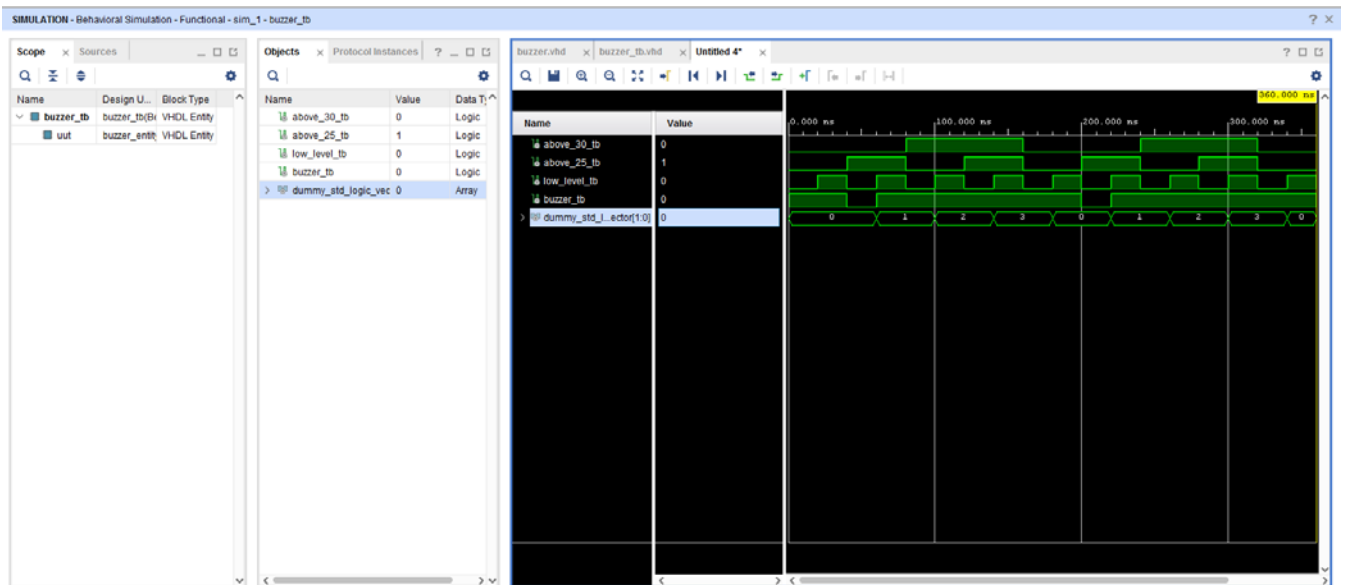 SIMULATION - Behavioral Simulation - Functional - sim_1 - buzzer_tb
? ×
Scope × Sources
Name Design U... Block Type
buzzer_tb buzzer_tb(B VHDL Entity
uut buzzer_entit VHDL Entity
Objects × Protocol Instances ?
Name Value Data Ty
above_30_tb 0 Logic
above_25_tb 1 Logic
low_level_tb 0 Logic
buzzer_tb 0 Logic
dummy_std_logic_vec 0 Array
buzzer.vhd × buzzer_tb.vhd × Untitled 4* × ?
360.000 ns
Name Value 0.000 ns 100.000 ns 200.000 ns 300.000 ns
above_30_tb 0
above_25_tb 1
low_level_tb 0
buzzer_tb 0
dummy_std_l...ector[1:0] 0 0 1 2 3 0 1 2 3 0